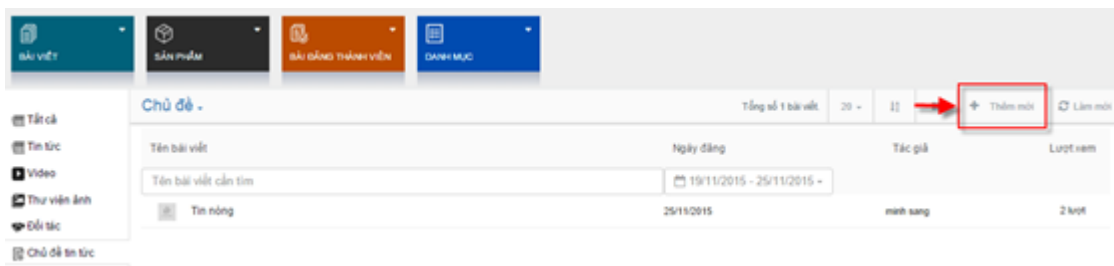 BÀI VIẾT
SẢN PHẨM
BÀI ĐĂNG THÀNH VIÊN
DANH MỤC
Chủ đề
Tổng số 1 bài viết.
20
Thêm mới
Làm mới
Tất cả
Tin tức
Video
Thư viện ảnh
Đối tác
Chủ đề tin tức
Tên bài viết
Ngày đăng
Tác giả
Lượt xem
Tên bài viết cần tìm
19/11/2015 - 25/11/2015
Tin nóng
25/11/2015
minh sang
2 lượt